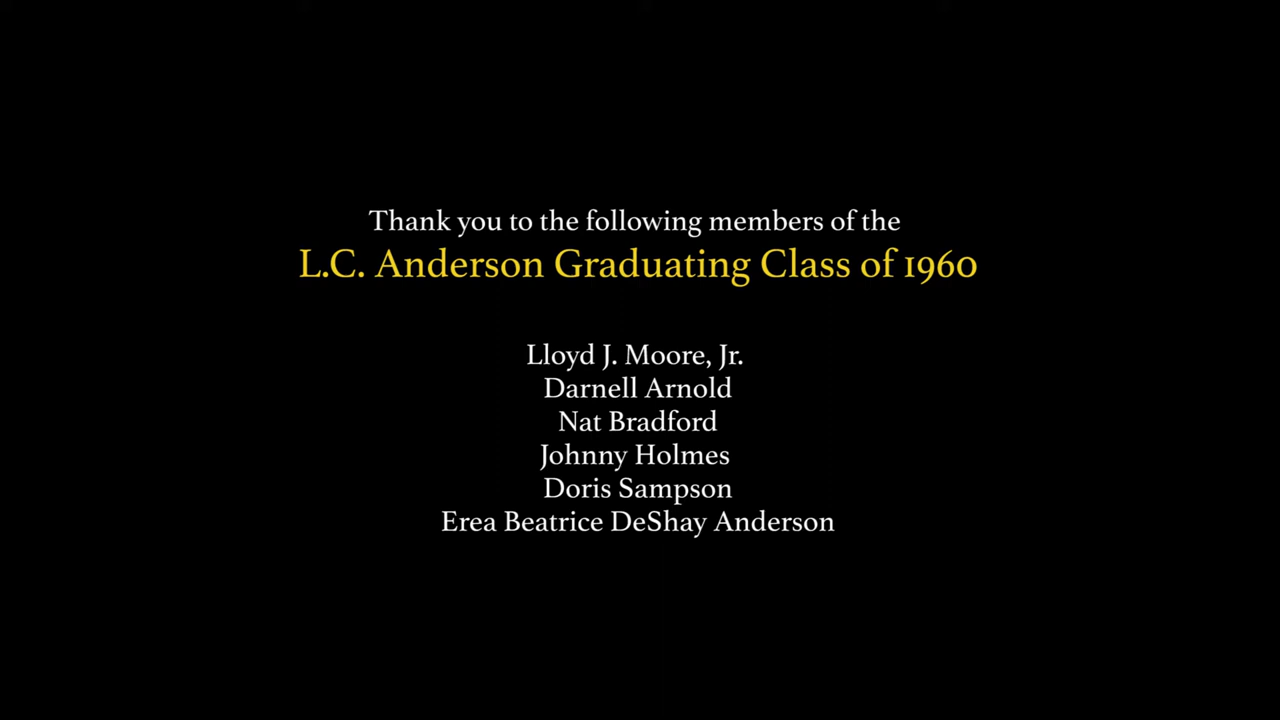 Thank you to the following members of the
L.C. Anderson Graduating Class of 1960
Lloyd J. Moore, Jr.
Darnell Arnold
Nat Bradford
Johnny Holmes
Doris Sampson
Erea Beatrice DeShay Anderson